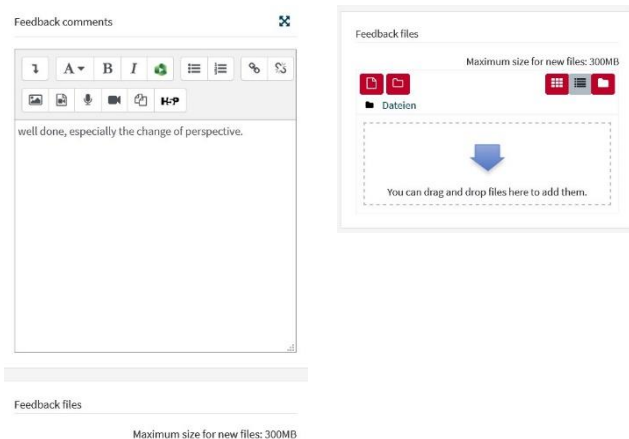 Feedback comments
A B I
H-P
well done, especially the change of perspective.
Feedback files
Maximum size for new files: 300MB
Feedback files
Maximum size for new files: 300MB
Dateien
You can drag and drop files here to add them.